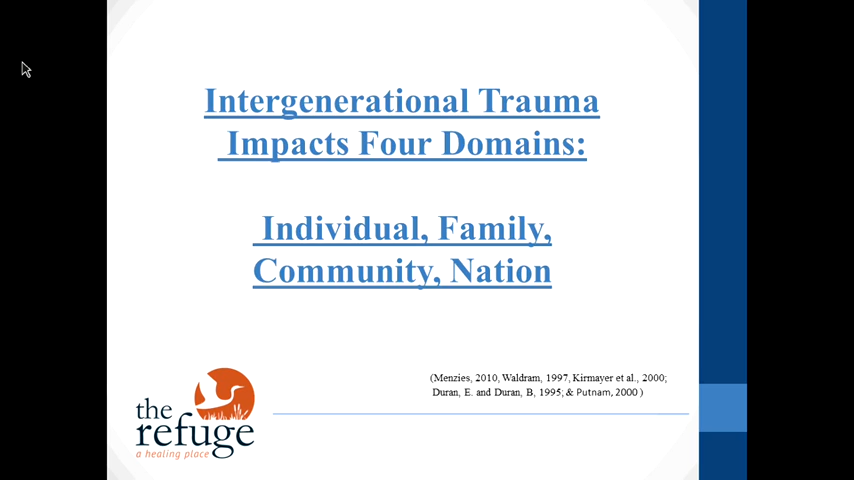 Intergenerational Trauma
Impacts Four Domains:
Individual, Family,
Community, Nation
(Menzies, 2010, Waldram, 1997, Kirmayer et al., 2000;
Duran, E. and Duran, B, 1995; & Putnam, 2000 )
the
refuge
a healing place